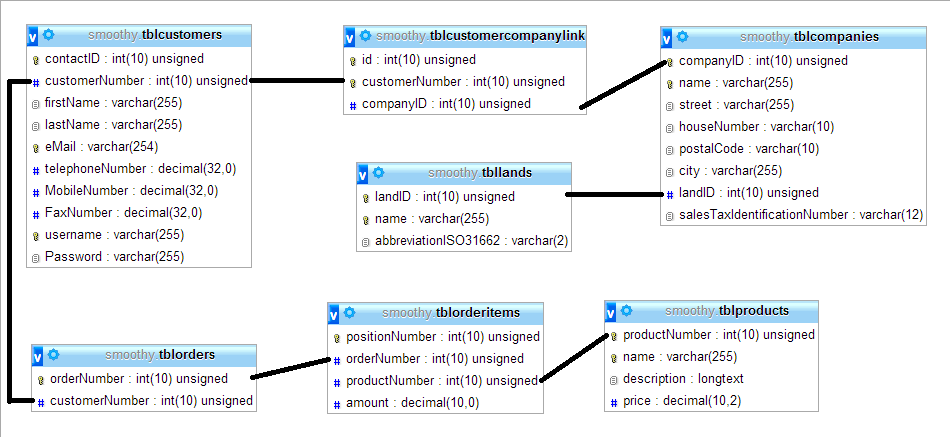 smoothy.tblcustomers
contactID : int(10) unsigned
customerNumber : int(10) unsigned
firstName : varchar(255)
lastName : varchar(255)
eMail : varchar(254)
telephoneNumber : decimal(32,0)
MobileNumber : decimal(32,0)
FaxNumber : decimal(32,0)
username : varchar(255)
Password : varchar(255)
smoothy.tblcustomercompanylink
id : int(10) unsigned
customerNumber : int(10) unsigned
companyID : int(10) unsigned
smoothy.tblcompanies
companyID : int(10) unsigned
name : varchar(255)
street : varchar(255)
houseNumber : varchar(10)
postalCode : varchar(10)
city : varchar(255)
landID : int(10) unsigned
salesTaxIdentificationNumber : varchar(12)
smoothy.tbllands
landID : int(10) unsigned
name : varchar(255)
abbreviationISO31662 : varchar(2)
smoothy.tblorders
orderNumber : int(10) unsigned
customerNumber : int(10) unsigned
smoothy.tblorderitems
positionNumber : int(10) unsigned
orderNumber : int(10) unsigned
productNumber : int(10) unsigned
amount : decimal(10,0)
smoothy.tblproducts
productNumber : int(10) unsigned
name : varchar(255)
description : longtext
price : decimal(10,2)